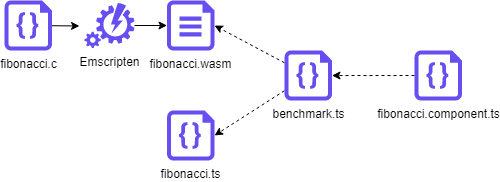 fibonacci.c
Emscripten
fibonacci.wasm
benchmark.ts
fibonacci.component.ts
fibonacci.ts